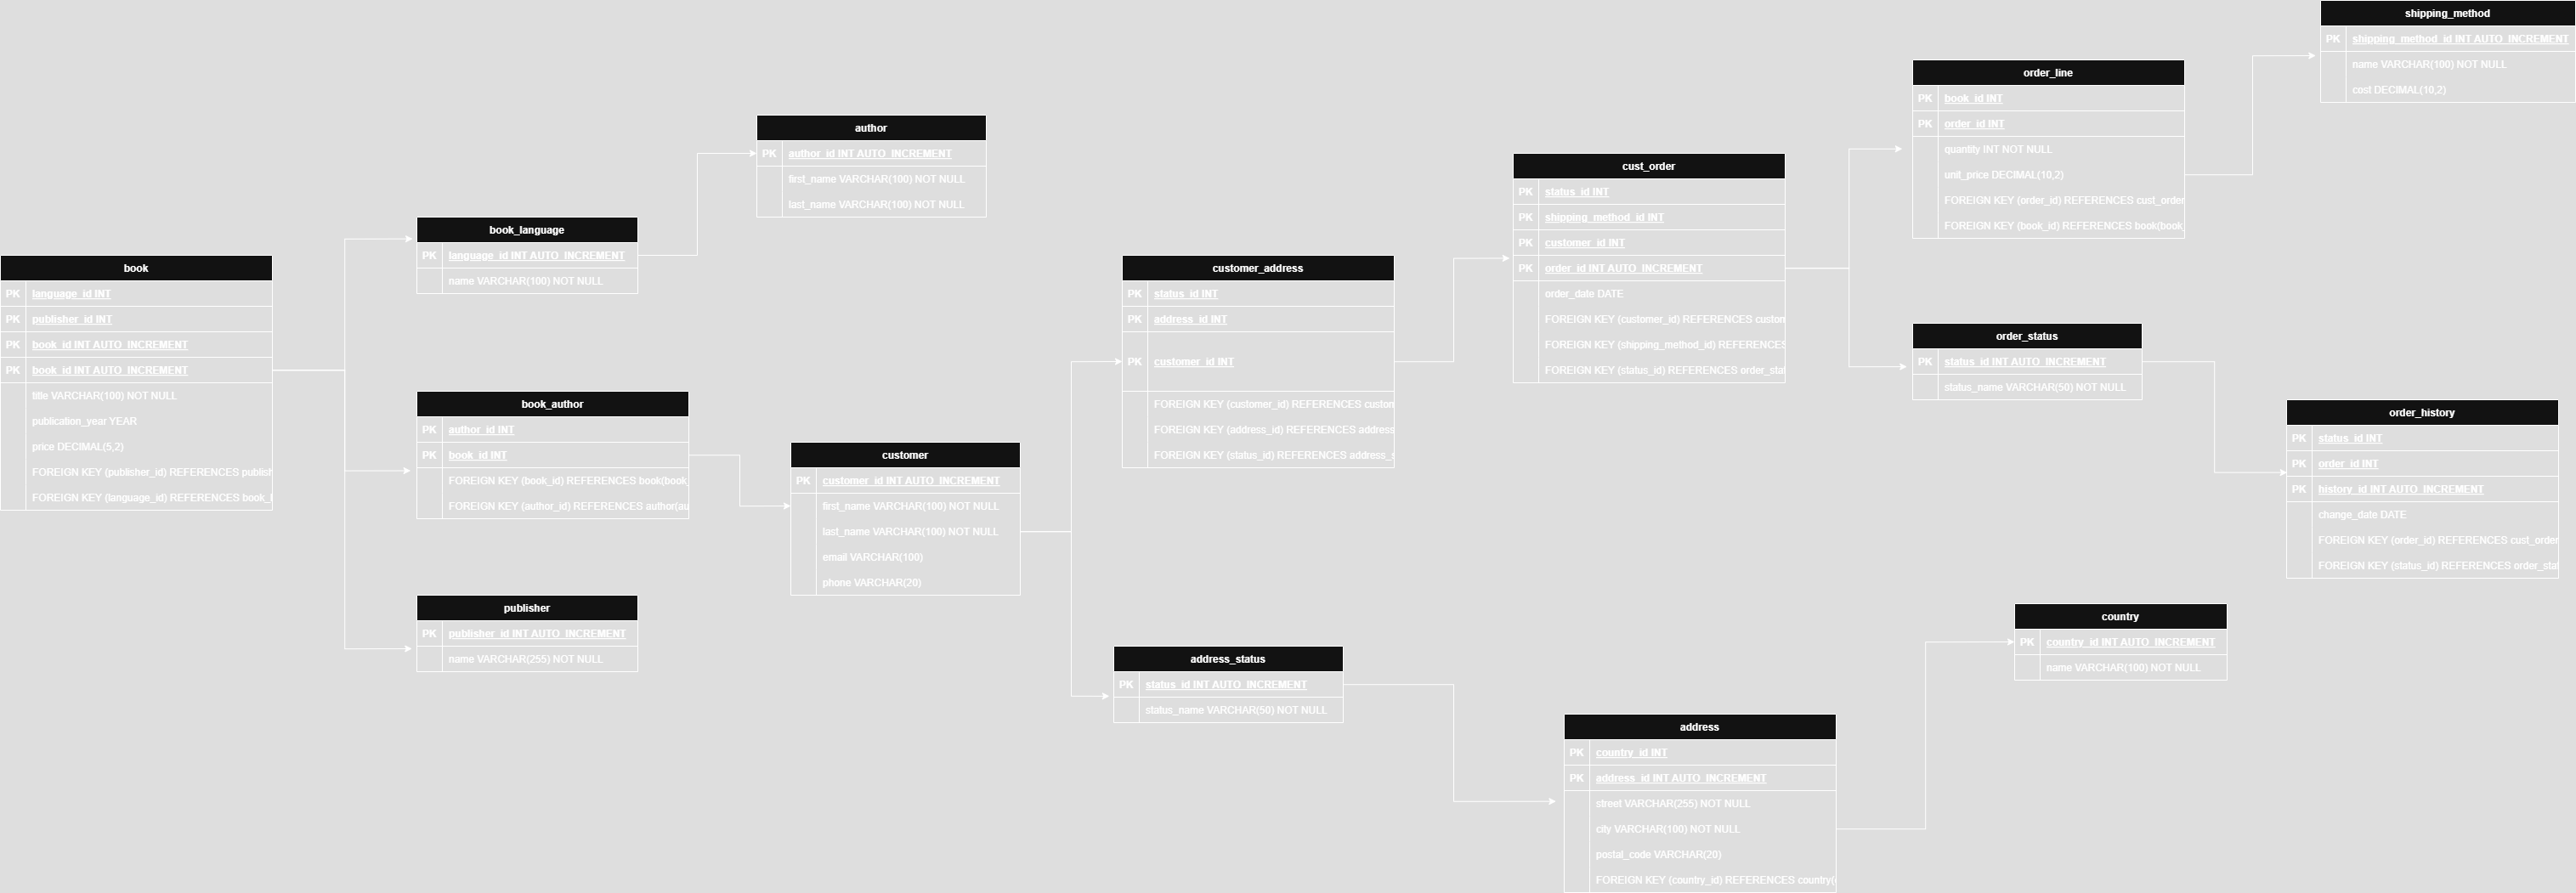 book
PK language_id INT
PK publisher_id INT
PK book_id INT AUTO_INCREMENT
PK book_id INT AUTO_INCREMENT
title VARCHAR(100) NOT NULL
publication_year YEAR
price DECIMAL(5,2)
FOREIGN KEY (publisher_id) REFERENCES publish
FOREIGN KEY (language_id) REFERENCES book_l
book_language
PK language_id INT AUTO_INCREMENT
name VARCHAR(100) NOT NULL
book_author
PK author_id INT
PK book_id INT
FOREIGN KEY (book_id) REFERENCES book(book_
FOREIGN KEY (author_id) REFERENCES author(au
publisher
PK publisher_id INT AUTO_INCREMENT
name VARCHAR(255) NOT NULL
author
PK author_id INT AUTO_INCREMENT
first_name VARCHAR(100) NOT NULL
last_name VARCHAR(100) NOT NULL
customer
PK customer_id INT AUTO_INCREMENT
first_name VARCHAR(100) NOT NULL
last_name VARCHAR(100) NOT NULL
email VARCHAR(100)
phone VARCHAR(20)
customer_address
PK status_id INT
PK address_id INT
PK customer_id INT
FOREIGN KEY (customer_id) REFERENCES custom
FOREIGN KEY (address_id) REFERENCES address
FOREIGN KEY (status_id) REFERENCES address_s
address_status
PK status_id INT AUTO_INCREMENT
status_name VARCHAR(50) NOT NULL
cust_order
PK status_id INT
PK shipping_method_id INT
PK customer_id INT
PK order_id INT AUTO_INCREMENT
order_date DATE
FOREIGN KEY (customer_id) REFERENCES custom
FOREIGN KEY (shipping_method_id) REFERENCES
FOREIGN KEY (status_id) REFERENCES order_sta
address
PK country_id INT
PK address_id INT AUTO_INCREMENT
street VARCHAR(255) NOT NULL
city VARCHAR(100) NOT NULL
postal_code VARCHAR(20)
FOREIGN KEY (country_id) REFERENCES country(
order_line
PK book_id INT
PK order_id INT
quantity INT NOT NULL
unit_price DECIMAL(10,2)
FOREIGN KEY (order_id) REFERENCES cust_order
FOREIGN KEY (book_id) REFERENCES book(book_
order_status
PK status_id INT AUTO_INCREMENT
status_name VARCHAR(50) NOT NULL
country
PK country_id INT AUTO_INCREMENT
name VARCHAR(100) NOT NULL
shipping_method
PK shipping_method_id INT AUTO_INCREMENT
name VARCHAR(100) NOT NULL
cost DECIMAL(10,2)
order_history
PK status_id INT
PK order_id INT
PK history_id INT AUTO_INCREMENT
change_date DATE
FOREIGN KEY (order_id) REFERENCES cust_order
FOREIGN KEY (status_id) REFERENCES order_sta